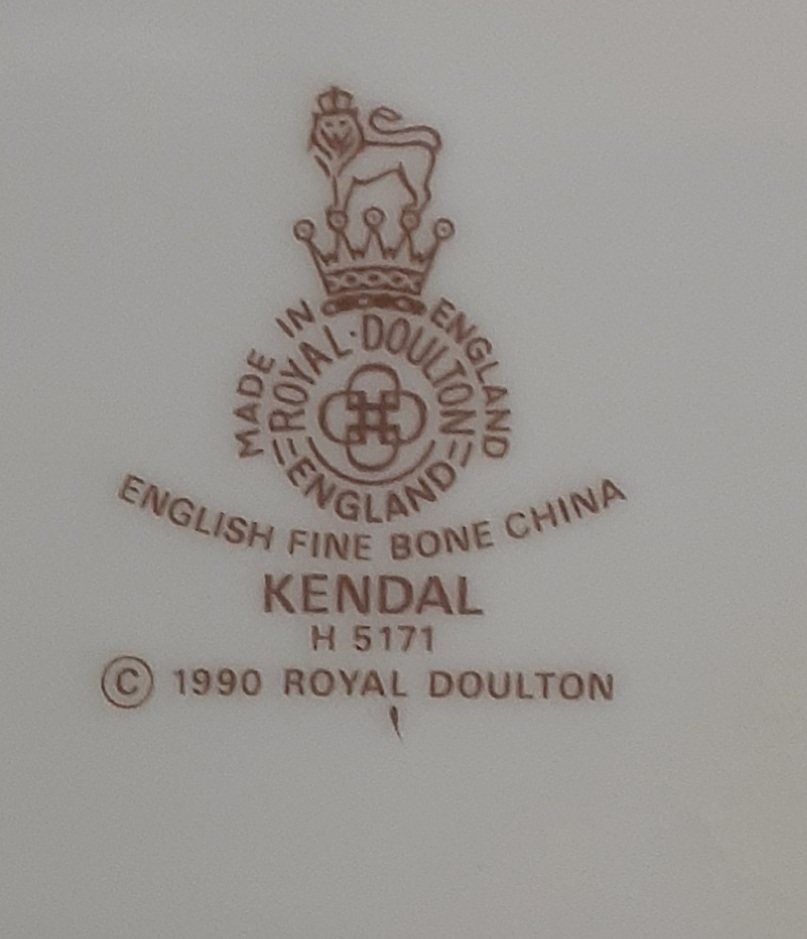 MADE IN ENGLAND
ROYAL·DOULTON
ENGLAND
ENGLISH FINE BONE CHINA
KENDAL
H 5171
© 1990 ROYAL DOULTON